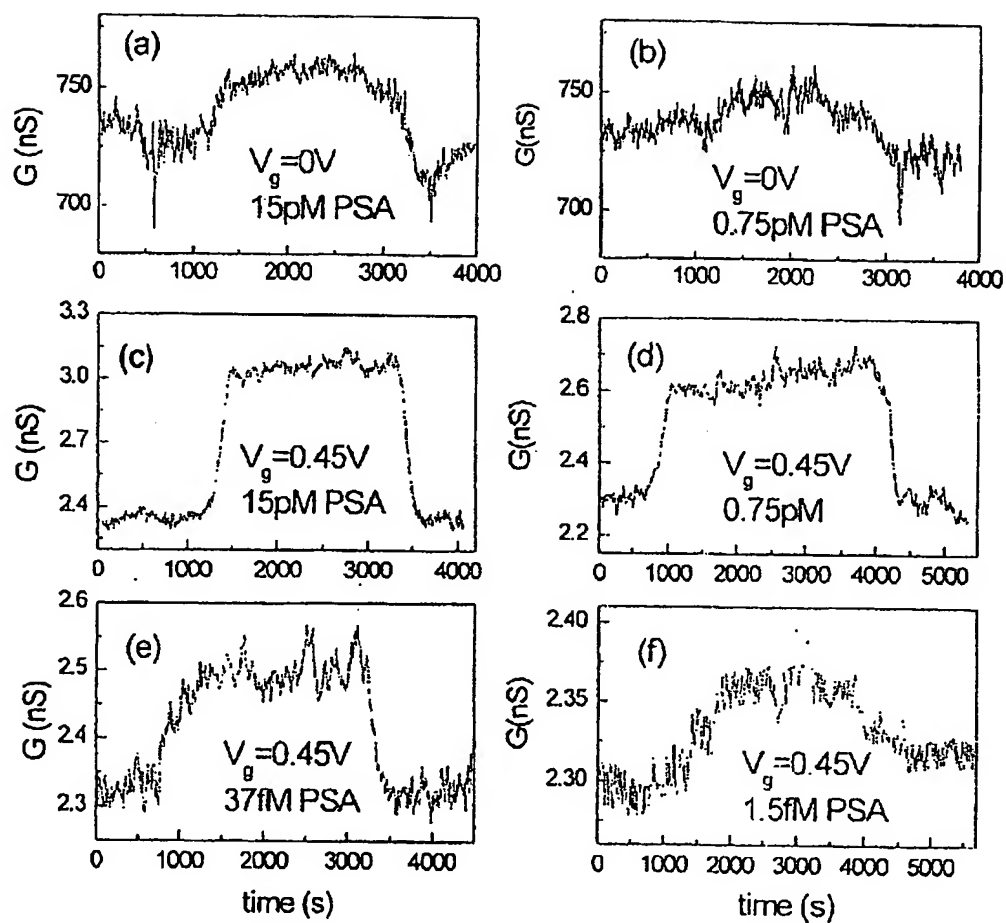 (a)
G (nS)
750
700
V_g=0V
15pM PSA
0 1000 2000 3000 4000
(b)
G(nS)
750
700
V_g=0V
0.75pM PSA
0 1000 2000 3000 4000
(c)
G (nS)
3.3
3.0
2.7
2.4
V_g=0.45V
15pM PSA
0 1000 2000 3000 4000
(d)
G(nS)
2.8
2.6
2.4
2.2
V_g=0.45V
0.75pM
0 1000 2000 3000 4000 5000
(e)
G (nS)
2.6
2.5
2.4
2.3
V_g=0.45V
37fM PSA
0 1000 2000 3000 4000
time (s)
(f)
G(nS)
2.40
2.35
2.30
V_g=0.45V
1.5fM PSA
0 1000 2000 3000 4000 5000
time (s)